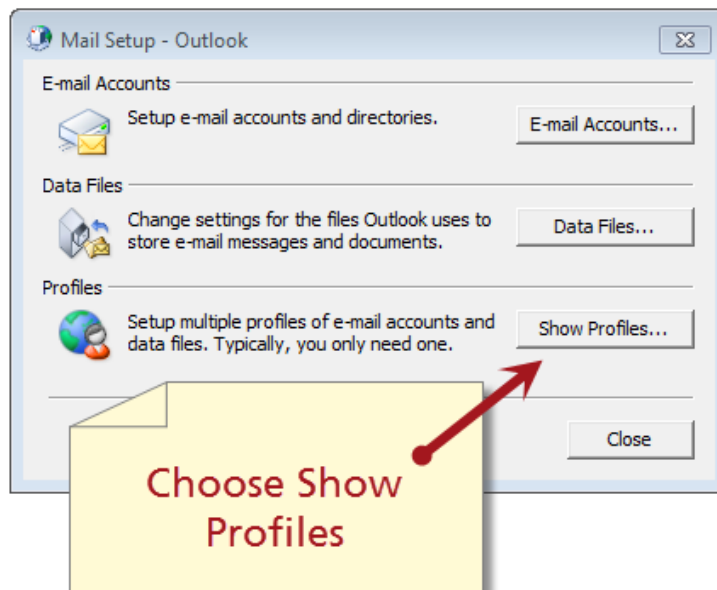 Mail Setup - Outlook
E-mail Accounts
Setup e-mail accounts and directories.
E-mail Accounts...
Data Files
Change settings for the files Outlook uses to
store e-mail messages and documents.
Data Files...
Profiles
Setup multiple profiles of e-mail accounts and
data files. Typically, you only need one.
Show Profiles...
Close
Choose Show
Profiles